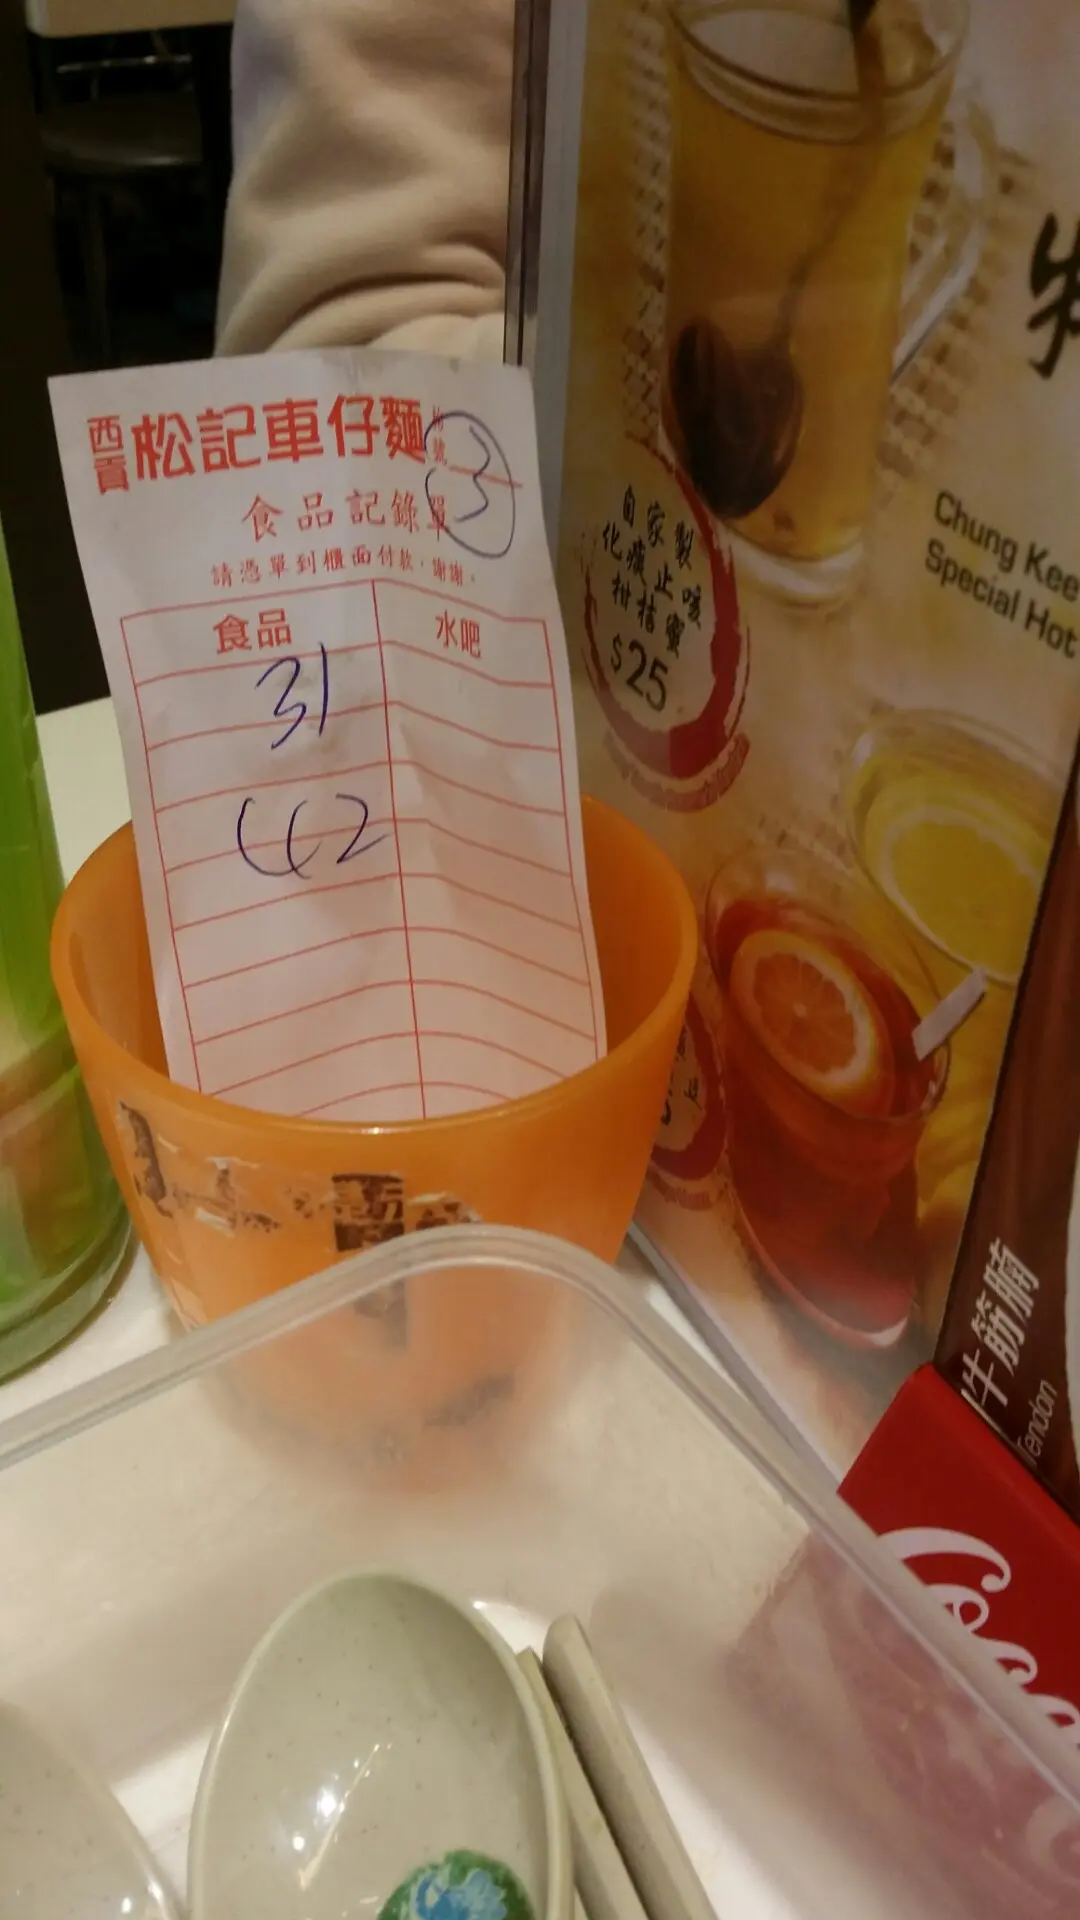 西貢 松記車仔麵
枱號 3
食品記錄單
請憑單到櫃面付款，謝謝。
食品 水吧
31
42
自家製
化痰止咳
柑桔蜜
$25
Chung Kee
Special Hot
牛筋腩
Tendon